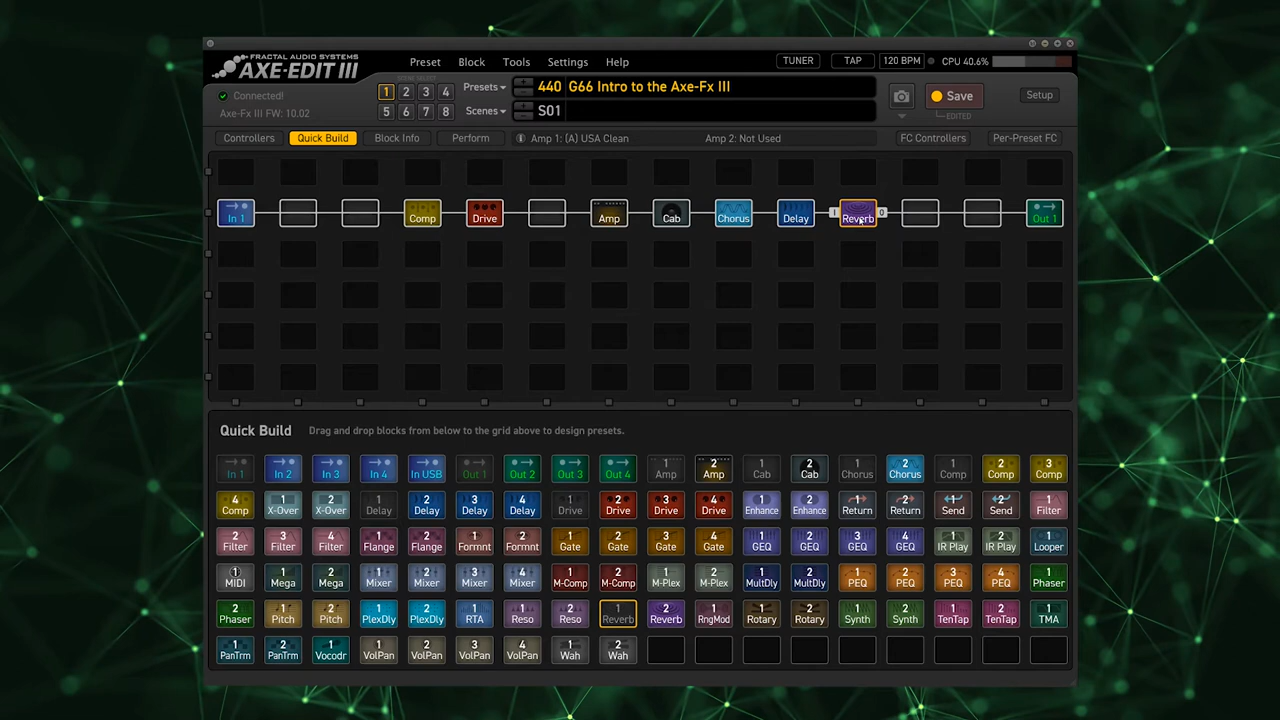 FRACTAL AUDIO SYSTEMS
AXE-EDIT III
Preset Block Tools Settings Help
TUNER TAP 120 BPM CPU 40.6%
Connected!
Axe-Fx III FW: 10.02
SCENE SELECT
1 2 3 4
5 6 7 8
Presets 440 G66 Intro to the Axe-Fx III
Scenes S01
Save
EDITED
Setup
Controllers Quick Build Block Info Perform Amp 1: (A) USA Clean Amp 2: Not Used FC Controllers Per-Preset FC
In 1 Comp Drive Amp Cab Chorus Delay I Reverb O Out 1
Quick Build Drag and drop blocks from below to the grid above to design presets.
In 1 In 2 In 3 In 4 In USB Out 1 Out 2 Out 3 Out 4 1 Amp 2 Amp 1 Cab 2 Cab 1 Chorus 2 Chorus 1 Comp 2 Comp 3 Comp
4 Comp 1 X-Over 2 X-Over 1 Delay 2 Delay 3 Delay 4 Delay 1 Drive 2 Drive 3 Drive 4 Drive 1 Enhance 2 Enhance 1 Return 2 Return 1 Send 2 Send 1 Filter
2 Filter 3 Filter 4 Filter 1 Flange 2 Flange 1 Formnt 2 Formnt 1 Gate 2 Gate 3 Gate 4 Gate 1 GEQ 2 GEQ 3 GEQ 4 GEQ 1 IR Play 2 IR Play 1 Looper
1 MIDI 1 Mega 2 Mega 1 Mixer 2 Mixer 3 Mixer 4 Mixer 1 M-Comp 2 M-Comp 1 M-Plex 2 M-Plex 1 MultDly 2 MultDly 1 PEQ 2 PEQ 3 PEQ 4 PEQ 1 Phaser
2 Phaser 1 Pitch 2 Pitch 1 PlexDly 2 PlexDly 1 RTA 1 Reso 2 Reso 1 Reverb 2 Reverb 1 RngMod 1 Rotary 2 Rotary 1 Synth 2 Synth 1 TenTap 2 TenTap 1 TMA
1 PanTrm 2 PanTrm 1 Vocodr 1 VolPan 2 VolPan 3 VolPan 4 VolPan 1 Wah 2 Wah